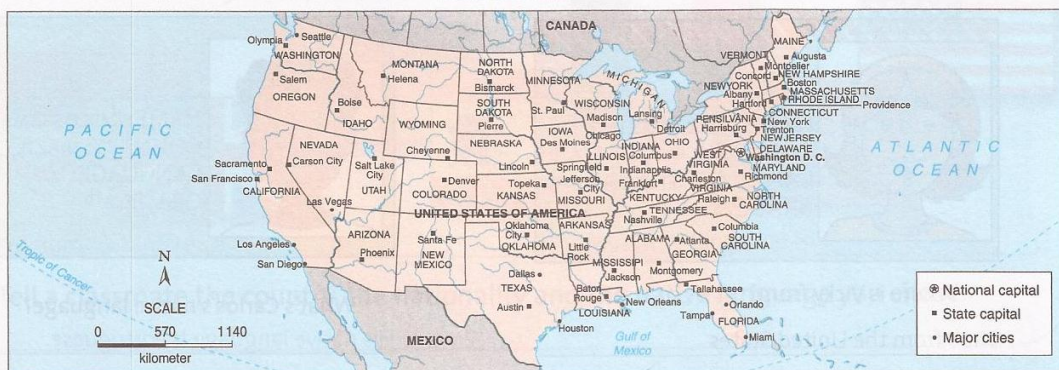 CANADA
Olympia
Seattle
WASHINGTON
Salem
OREGON
MONTANA
Helena
Boise
IDAHO
NORTH
DAKOTA
Bismarck
SOUTH
DAKOTA
Pierre
MINNESOTA
St. Paul
WISCONSIN
Madison
Cuicago
MICHIGAN
Lansing
Detroit
MAINE
Augusta
VERMONT
Montpelier
Concord
NEW HAMPSHIRE
Boston
MASSACHUSETTS
NEWYORK
Albany
Hartford
RHODE ISLAND
Providence
CONNECTICUT
New York
PENSILVANIA
Harrisburg
Trenton
NEW JERSEY
DELAWARE
Washington D. C.
MARYLAND
PACIFIC
OCEAN
ATLANTIC
OCEAN
WYOMING
Cheyenne
NEBRASKA
Lincoln
IOWA
Des Moines
ILLINOIS
Springfield
INDIANA
Indianapolis
OHIO
Columbus
WEST
VIRGINIA
Charleston
VIRGINIA
Richmond
NEVADA
Carson City
Sacramento
San Francisco
CALIFORNIA
Salt Lake
City
UTAH
Denver
COLORADO
Topeka
KANSAS
Jefferson
City
MISSOURI
Frankfort
KENTUCKY
Raleigh
NORTH
CAROLINA
Las Vegas
UNITED STATES OF AMERICA
Los Angeles
San Diego
ARIZONA
Phoenix
Santa Fe
NEW
MEXICO
Oklahoma
City
OKLAHOMA
ARKANSAS
Little
Rock
TENNESSEE
Nashville
Columbia
SOUTH
CAROLINA
ALABAMA
Atlanta
GEORGIA
MISSISIPPI
Jackson
Montgomery
Dallas
TEXAS
Austin
Houston
Baton
Rouge
LOUISIANA
New Orleans
Tallahassee
Orlando
Tampa
FLORIDA
Miami
Gulf of
Mexico
MEXICO
Tropic of Cancer
N
SCALE
0 570 1140
kilometer
National capital
State capital
Major cities